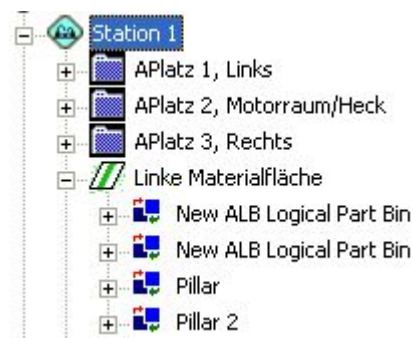 Station 1
APlatz 1, Links
APlatz 2, Motorraum/Heck
APlatz 3, Rechts
Linke Materialfläche
New ALB Logical Part Bin
New ALB Logical Part Bin
Pillar
Pillar 2